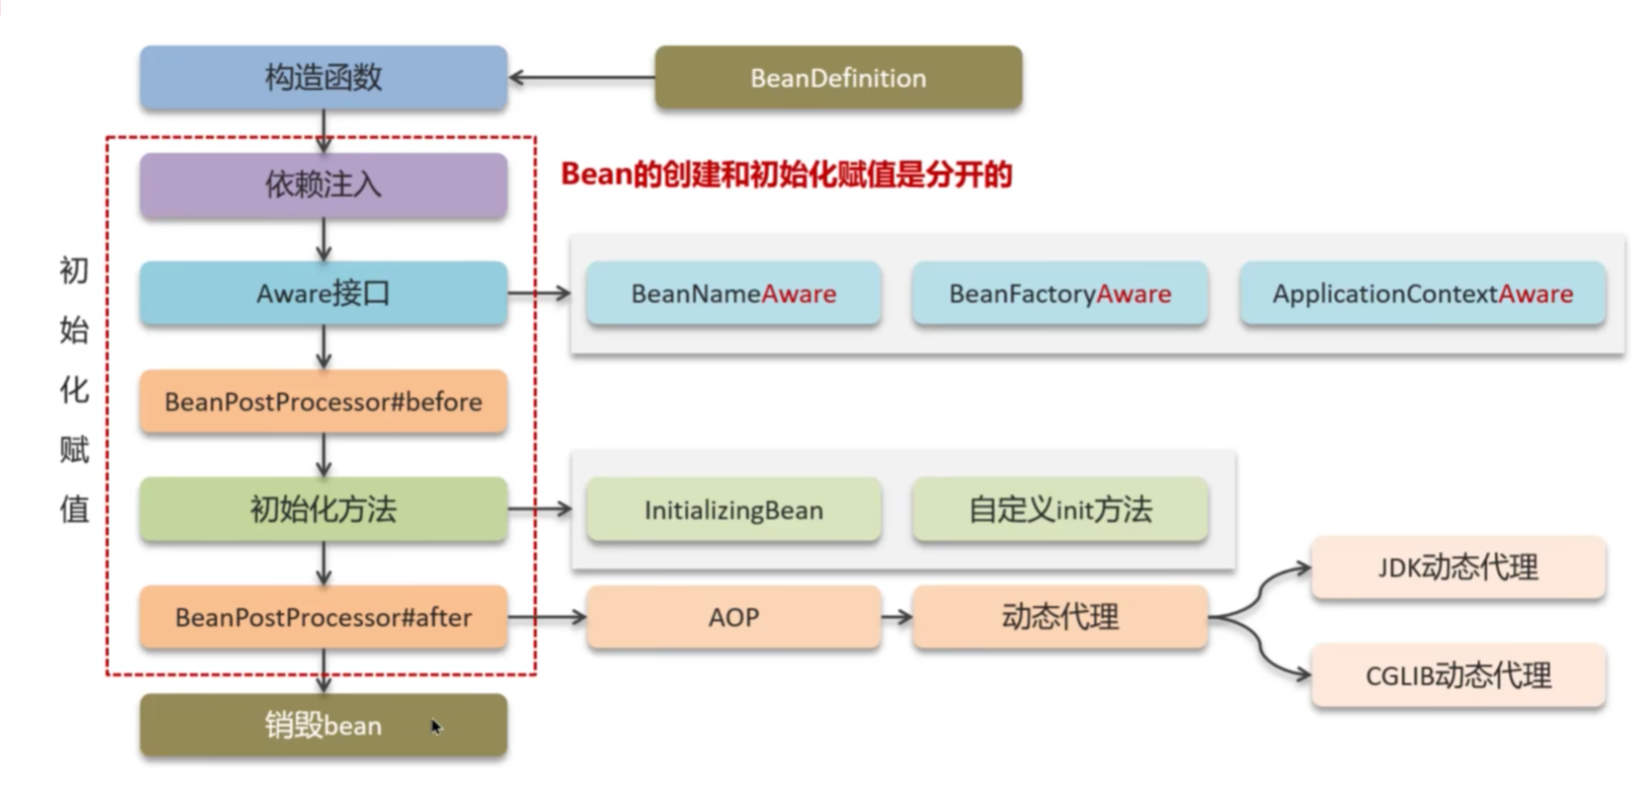 构造函数
BeanDefinition
依赖注入
Bean的创建和初始化赋值是分开的
初始化赋值
Aware接口
BeanNameAware
BeanFactoryAware
ApplicationContextAware
BeanPostProcessor#before
初始化方法
InitializingBean
自定义init方法
BeanPostProcessor#after
AOP
动态代理
JDK动态代理
CGLIB动态代理
销毁bean